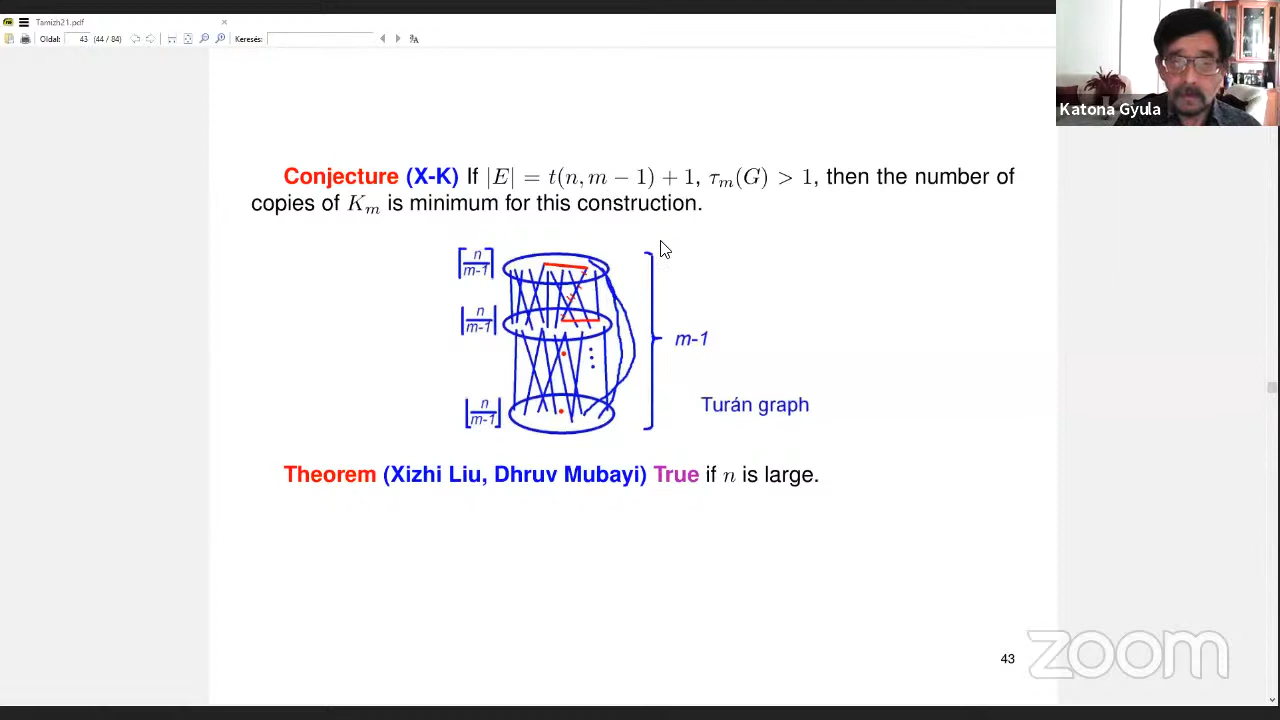 Tamizh21.pdf
Oldal: 43 (44 / 84) Keresés:
Katona Gyula
Conjecture (X-K) If |E| = t(n, m − 1) + 1, τ_m(G) > 1, then the number of
copies of K_m is minimum for this construction.
⌈n/m-1⌉
⌊n/m-1⌋
m-1
⌊n/m-1⌋
Turán graph
Theorem (Xizhi Liu, Dhruv Mubayi) True if n is large.
43
zoom